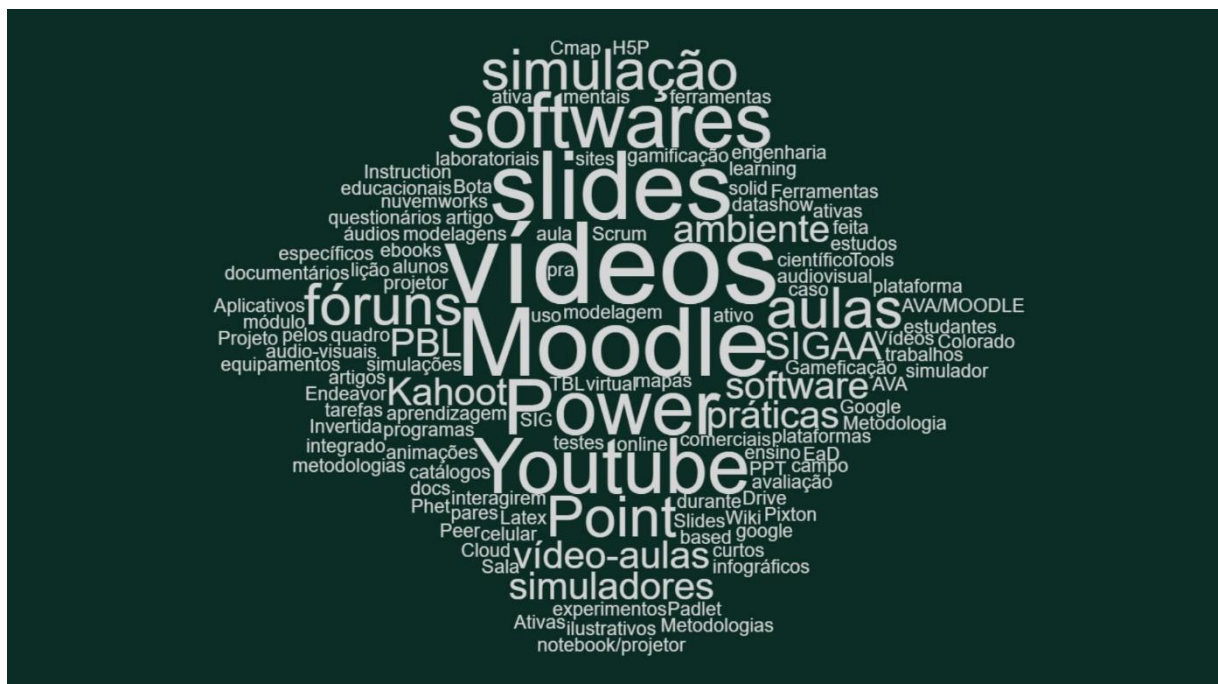 Cmap H5P
simulação
ativa mentais ferramentas
softwares
laboratoriais sites gamificação engenharia
Instruction slides learning
educacionais Bota solid Ferramentas
nuvemworks datashow ativas
questionários artigo ambiente feita
áudios modelagens aula Scrum estudos
específicos ebooks vídeos científicoTools
documentários lição alunos pra audiovisual
projetor caso plataforma
Aplicativos fóruns aulas AVA/MOODLE
módulo uso modelagem ativo estudantes
Projeto pelos quadro PBL Moodle SIGAA Vídeos Colorado
audio-visuais trabalhos
equipamentos simulações Gameficação simulador
artigos TBL virtual mapas software AVA
Endeavor Kahoot Power práticas Google
tarefas aprendizagem SIG Metodologia
Invertida programas testes online comerciais plataformas
integrado animações Youtube ensino EaD
metodologias catálogos PPT campo
docs avaliação
Phet interagirem durante Drive
pares Latex Point Slides Wiki Pixton
Peer celular based google
Cloud vídeo-aulas curtos
Sala infográficos
simuladores
experimentos Padlet
Ativas ilustrativos Metodologias
notebook/projetor